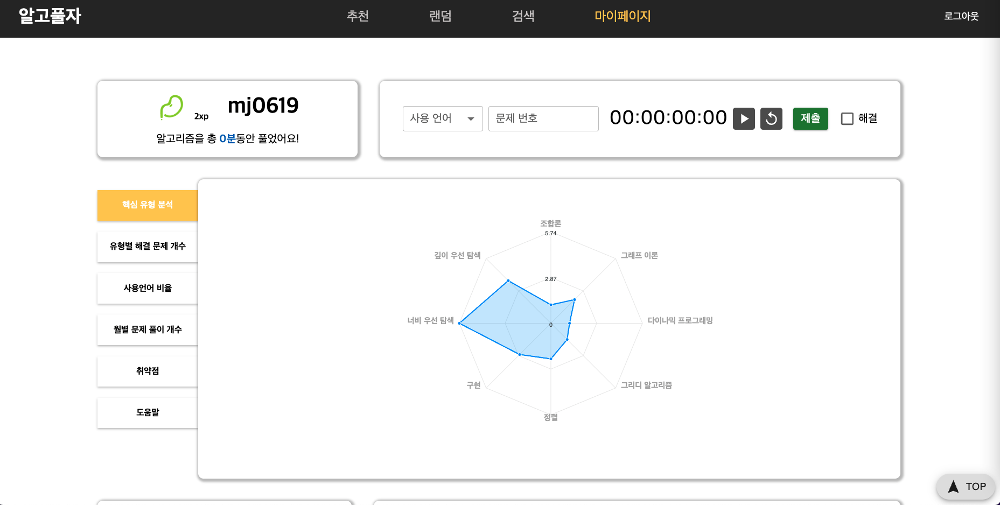 알고풀자
추천
랜덤
검색
마이페이지
로그아웃
2xp
mj0619
알고리즘을 총 0분동안 풀었어요!
사용 언어
문제 번호
00:00:00:00
제출
해결
핵심 유형 분석
유형별 해결 문제 개수
사용언어 비율
월별 문제 풀이 개수
취약점
도움말
조합론
5.74
깊이 우선 탐색
그래프 이론
2.87
너비 우선 탐색
0
다이나믹 프로그래밍
구현
그리디 알고리즘
정렬
TOP